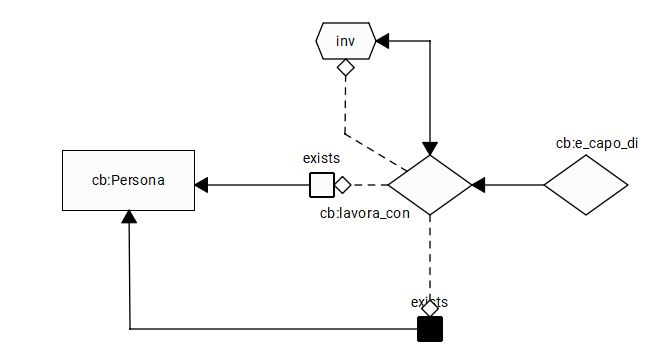 inv
cb:e_capo_di
exists
cb:Persona
cb:lavora_con
exists